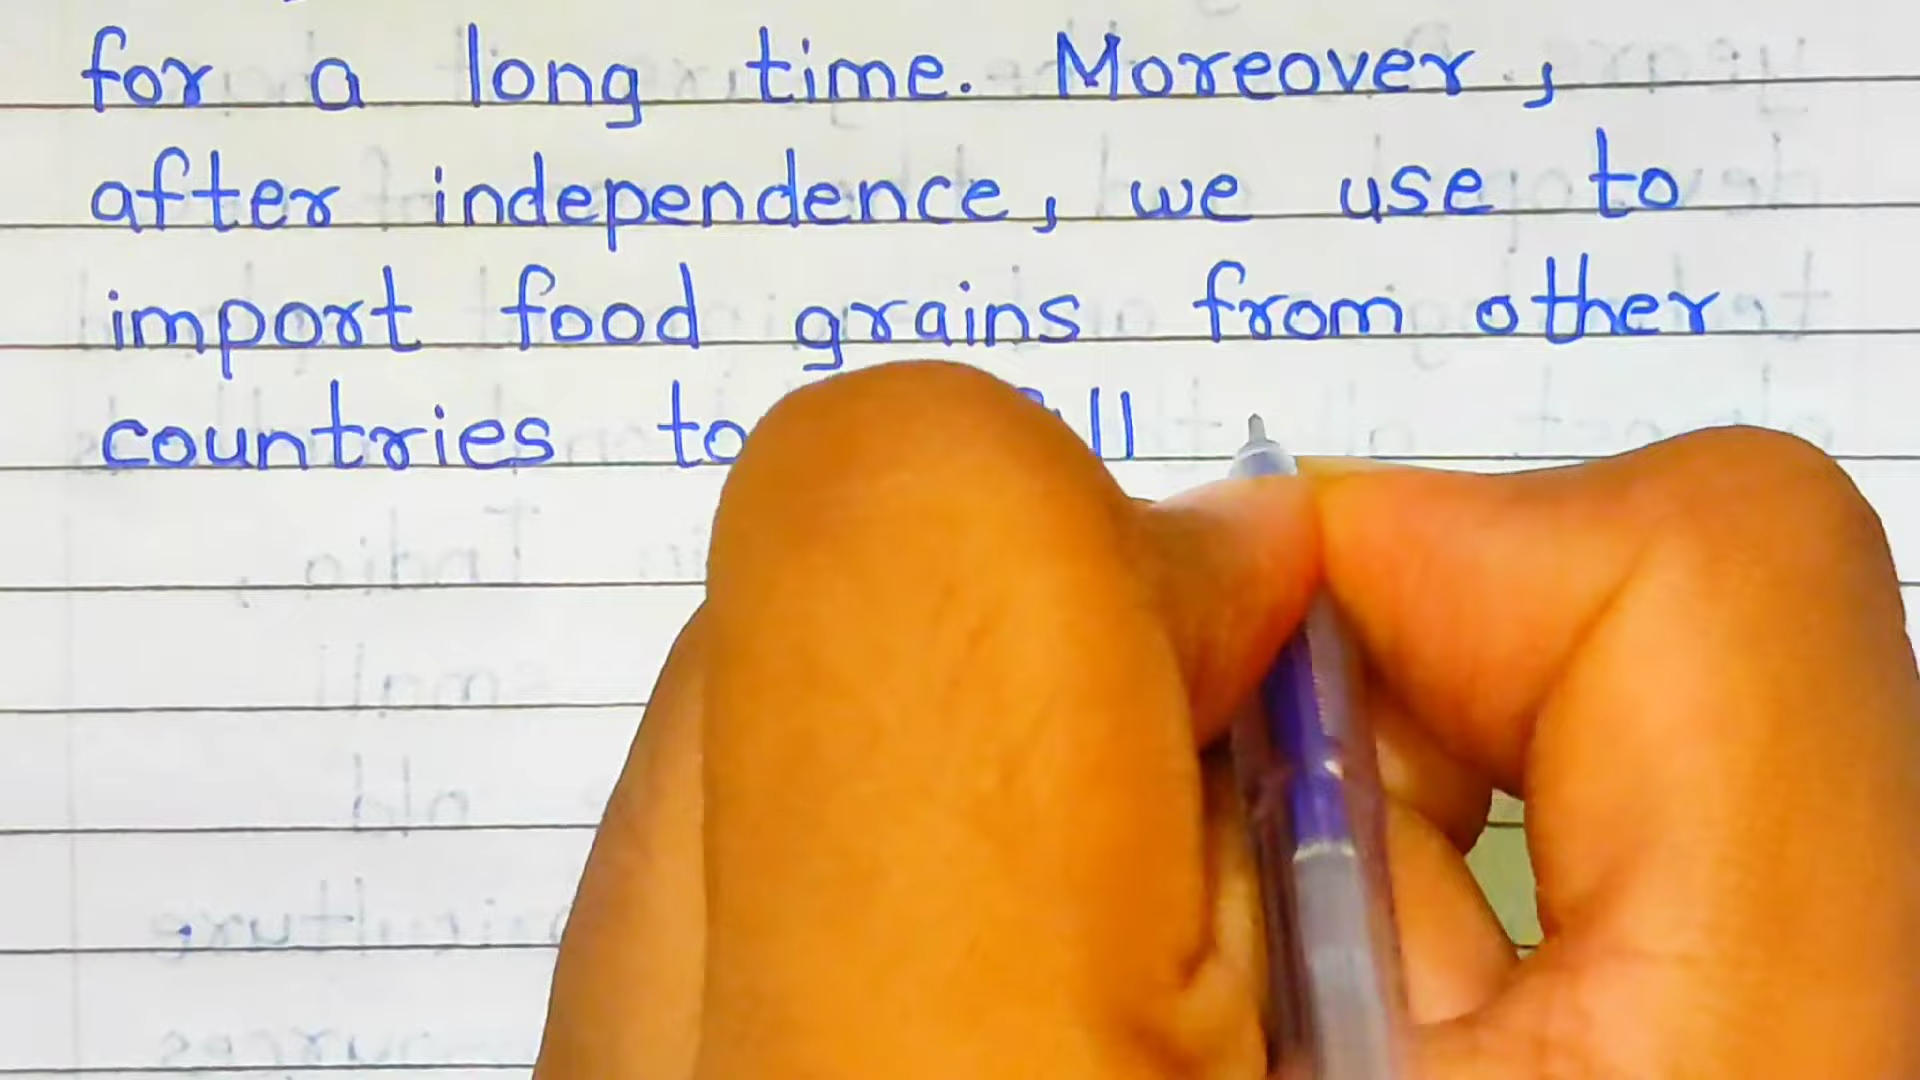 for a long time. Moreover,
after independence, we use to
import food grains from other
countries to